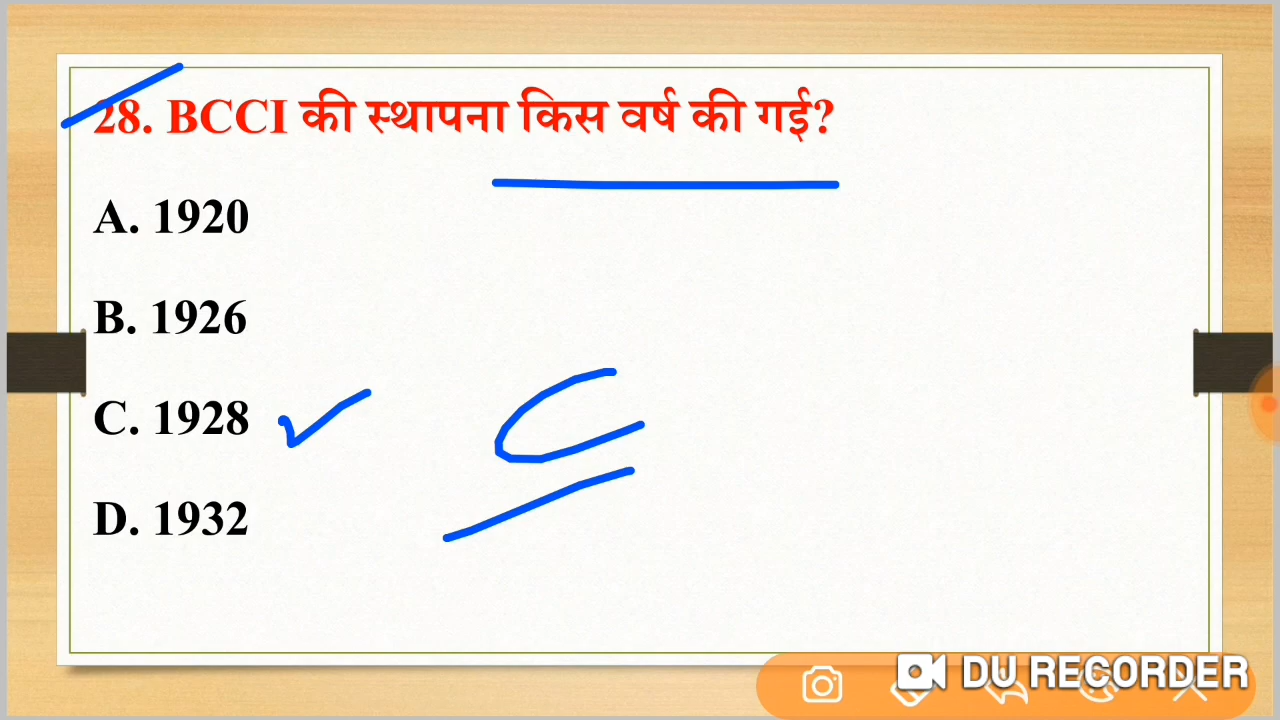 28. BCCI की स्थापना किस वर्ष की गई?
A. 1920
B. 1926
C. 1928
C
D. 1932
DU RECORDER